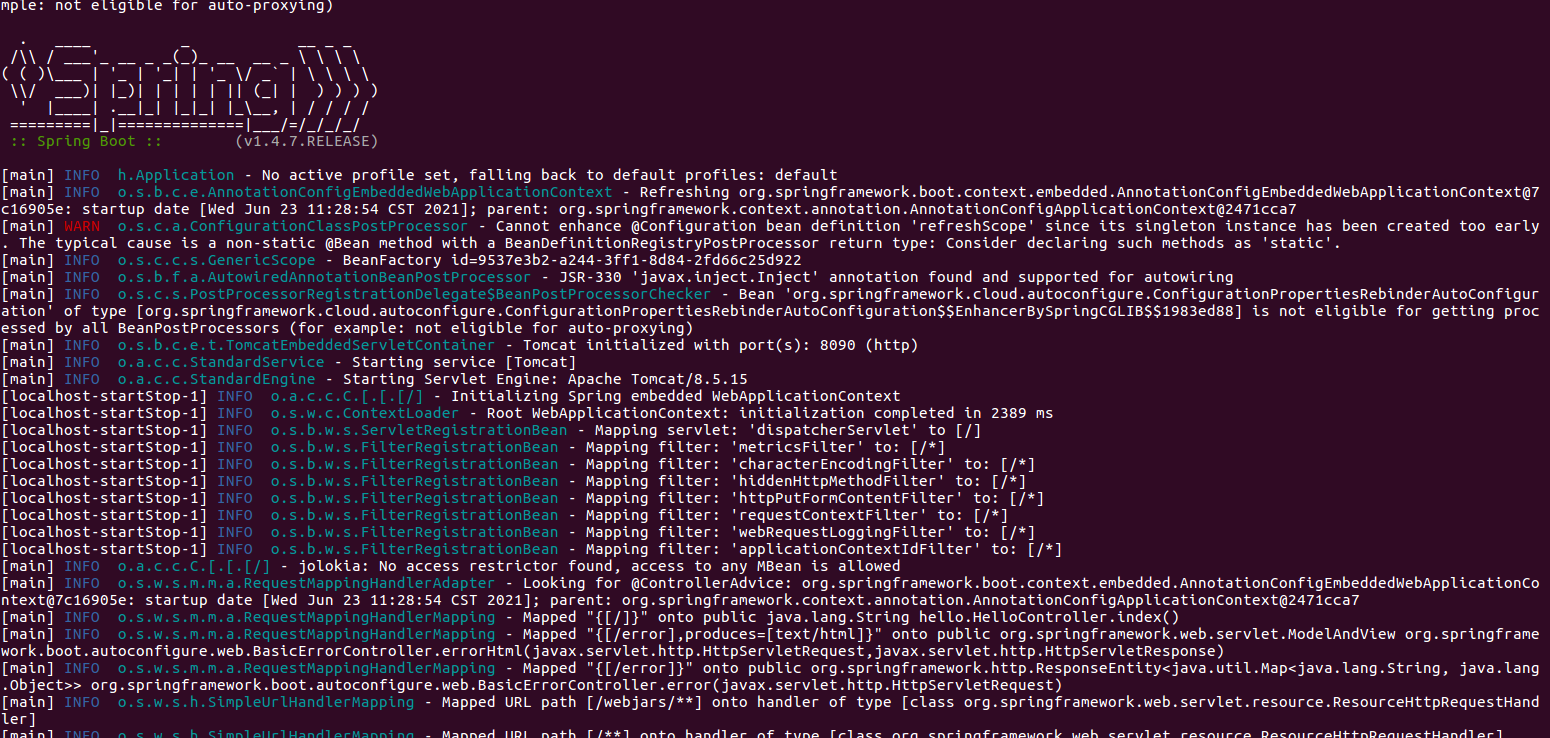 mple: not eligible for auto-proxying)
  .   ____          _            __ _ _
 /\\ / ___'_ __ _ _(_)_ __  __ _ \ \ \ \
( ( )\___ | '_ | '_| | '_ \/ _` | \ \ \ \
 \\/  ___)| |_)| | | | | || (_| |  ) ) ) )
  '  |____| .__|_| |_|_| |_\__, | / / / /
 =========|_|==============|___/=/_/_/_/
 :: Spring Boot ::        (v1.4.7.RELEASE)
[main] INFO  h.Application - No active profile set, falling back to default profiles: default
[main] INFO  o.s.b.c.e.AnnotationConfigEmbeddedWebApplicationContext - Refreshing org.springframework.boot.context.embedded.AnnotationConfigEmbeddedWebApplicationContext@7
c16905e: startup date [Wed Jun 23 11:28:54 CST 2021]; parent: org.springframework.context.annotation.AnnotationConfigApplicationContext@2471cca7
[main] WARN  o.s.c.a.ConfigurationClassPostProcessor - Cannot enhance @Configuration bean definition 'refreshScope' since its singleton instance has been created too early
. The typical cause is a non-static @Bean method with a BeanDefinitionRegistryPostProcessor return type: Consider declaring such methods as 'static'.
[main] INFO  o.s.c.c.s.GenericScope - BeanFactory id=9537e3b2-a244-3ff1-8d84-2fd66c25d922
[main] INFO  o.s.b.f.a.AutowiredAnnotationBeanPostProcessor - JSR-330 'javax.inject.Inject' annotation found and supported for autowiring
[main] INFO  o.s.c.s.PostProcessorRegistrationDelegate$BeanPostProcessorChecker - Bean 'org.springframework.cloud.autoconfigure.ConfigurationPropertiesRebinderAutoConfigur
ation' of type [org.springframework.cloud.autoconfigure.ConfigurationPropertiesRebinderAutoConfiguration$$EnhancerBySpringCGLIB$$1983ed88] is not eligible for getting proc
essed by all BeanPostProcessors (for example: not eligible for auto-proxying)
[main] INFO  o.s.b.c.e.t.TomcatEmbeddedServletContainer - Tomcat initialized with port(s): 8090 (http)
[main] INFO  o.a.c.c.StandardService - Starting service [Tomcat]
[main] INFO  o.a.c.c.StandardEngine - Starting Servlet Engine: Apache Tomcat/8.5.15
[localhost-startStop-1] INFO  o.a.c.c.C.[.[.[/] - Initializing Spring embedded WebApplicationContext
[localhost-startStop-1] INFO  o.s.w.c.ContextLoader - Root WebApplicationContext: initialization completed in 2389 ms
[localhost-startStop-1] INFO  o.s.b.w.s.ServletRegistrationBean - Mapping servlet: 'dispatcherServlet' to [/]
[localhost-startStop-1] INFO  o.s.b.w.s.FilterRegistrationBean - Mapping filter: 'metricsFilter' to: [/*]
[localhost-startStop-1] INFO  o.s.b.w.s.FilterRegistrationBean - Mapping filter: 'characterEncodingFilter' to: [/*]
[localhost-startStop-1] INFO  o.s.b.w.s.FilterRegistrationBean - Mapping filter: 'hiddenHttpMethodFilter' to: [/*]
[localhost-startStop-1] INFO  o.s.b.w.s.FilterRegistrationBean - Mapping filter: 'httpPutFormContentFilter' to: [/*]
[localhost-startStop-1] INFO  o.s.b.w.s.FilterRegistrationBean - Mapping filter: 'requestContextFilter' to: [/*]
[localhost-startStop-1] INFO  o.s.b.w.s.FilterRegistrationBean - Mapping filter: 'webRequestLoggingFilter' to: [/*]
[localhost-startStop-1] INFO  o.s.b.w.s.FilterRegistrationBean - Mapping filter: 'applicationContextIdFilter' to: [/*]
[main] INFO  o.a.c.c.C.[.[.[/] - jolokia: No access restrictor found, access to any MBean is allowed
[main] INFO  o.s.w.s.m.m.a.RequestMappingHandlerAdapter - Looking for @ControllerAdvice: org.springframework.boot.context.embedded.AnnotationConfigEmbeddedWebApplicationCo
ntext@7c16905e: startup date [Wed Jun 23 11:28:54 CST 2021]; parent: org.springframework.context.annotation.AnnotationConfigApplicationContext@2471cca7
[main] INFO  o.s.w.s.m.m.a.RequestMappingHandlerMapping - Mapped "{[/]}" onto public java.lang.String hello.HelloController.index()
[main] INFO  o.s.w.s.m.m.a.RequestMappingHandlerMapping - Mapped "{[/error],produces=[text/html]}" onto public org.springframework.web.servlet.ModelAndView org.springframe
work.boot.autoconfigure.web.BasicErrorController.errorHtml(javax.servlet.http.HttpServletRequest,javax.servlet.http.HttpServletResponse)
[main] INFO  o.s.w.s.m.m.a.RequestMappingHandlerMapping - Mapped "{[/error]}" onto public org.springframework.http.ResponseEntity<java.util.Map<java.lang.String, java.lang
.Object>> org.springframework.boot.autoconfigure.web.BasicErrorController.error(javax.servlet.http.HttpServletRequest)
[main] INFO  o.s.w.s.h.SimpleUrlHandlerMapping - Mapped URL path [/webjars/**] onto handler of type [class org.springframework.web.servlet.resource.ResourceHttpRequestHand
ler]
[main] INFO  o.s.w.s.h.SimpleUrlHandlerMapping - Mapped URL path [/**] onto handler of type [class org.springframework.web.servlet.resource.ResourceHttpRequestHandler]